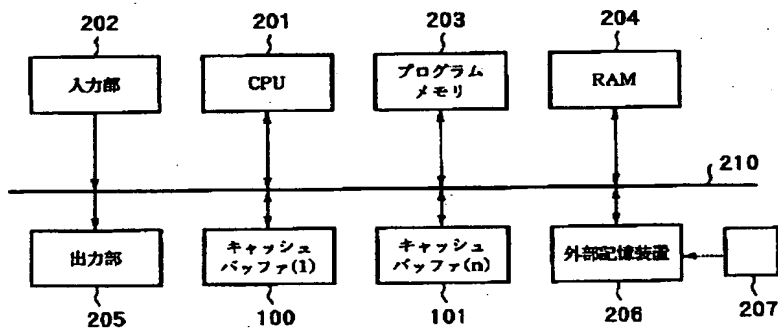 202
201
203
204
入力部
CPU
プログラム
メモリ
RAM
210
出力部
キャッシュ
バッファ(1)
キャッシュ
バッファ(n)
外部記憶装置
205
100
101
206
207